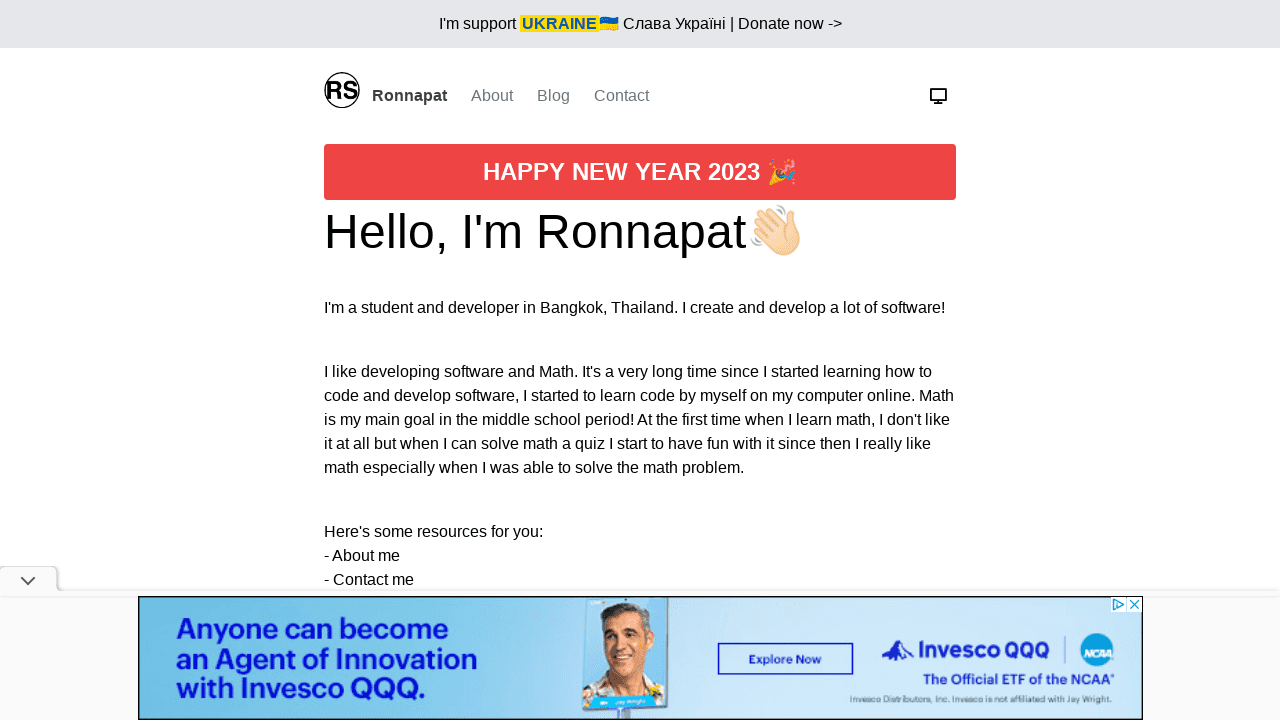 I'm support UKRAINE🇺🇦 Слава Україні | Donate now ->
RS Ronnapat About Blog Contact
HAPPY NEW YEAR 2023 🎉
Hello, I'm Ronnapat👋🏻
I'm a student and developer in Bangkok, Thailand. I create and develop a lot of software!
I like developing software and Math. It's a very long time since I started learning how to
code and develop software, I started to learn code by myself on my computer online. Math
is my main goal in the middle school period! At the first time when I learn math, I don't like
it at all but when I can solve math a quiz I start to have fun with it since then I really like
math especially when I was able to solve the math problem.
Here's some resources for you:
- About me
- Contact me
Anyone can become
an Agent of Innovation
with Invesco QQQ.
Jay Wright
Explore Now
Invesco QQQ
NCAA
The Official ETF of the NCAA®
Invesco Distributors, Inc. Invesco is not affiliated with Jay Wright.